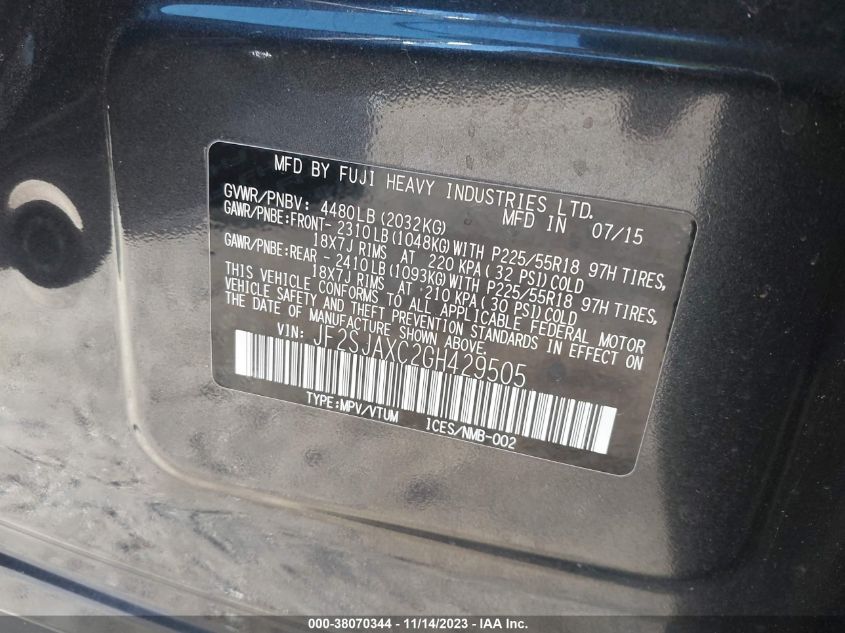 MFD BY FUJI HEAVY INDUSTRIES LTD.
MFD IN 07/15
GVWR/PNBV: 4480LB(2032KG)
GAWR/PNBE:FRONT- 2310LB(1048KG)WITH P225/55R18 97H TIRES,
18X7J RIMS AT 220 KPA(32 PSI)COLD
GAWR/PNBE:REAR - 2410LB(1093KG)WITH P225/55R18 97H TIRES,
18X7J RIMS AT 210 KPA(30 PSI)COLD
THIS VEHICLE CONFORMS TO ALL APPLICABLE FEDERAL MOTOR
VEHICLE SAFETY AND THEFT PREVENTION STANDARDS IN EFFECT ON
THE DATE OF MANUFACTURE SHOWN ABOVE.
VIN: JF2SJAXC2GH429505
TYPE:MPV/VTUM ICES/NMB-002
000-38070344 - 11/14/2023 - IAA Inc.